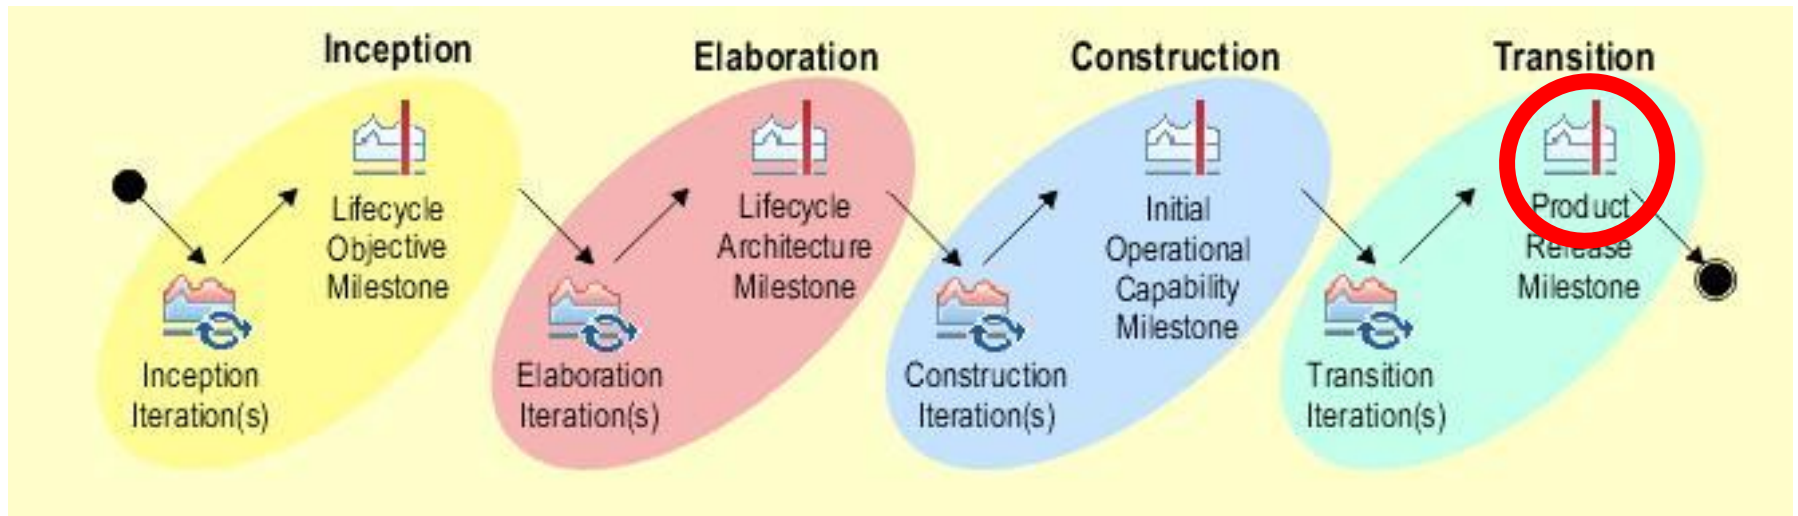 Inception
Elaboration
Construction
Transition
Lifecycle
Objective
Milestone
Inception
Iteration(s)
Lifecycle
Architecture
Milestone
Elaboration
Iteration(s)
Initial
Operational
Capability
Milestone
Construction
Iteration(s)
Product
Release
Milestone
Transition
Iteration(s)